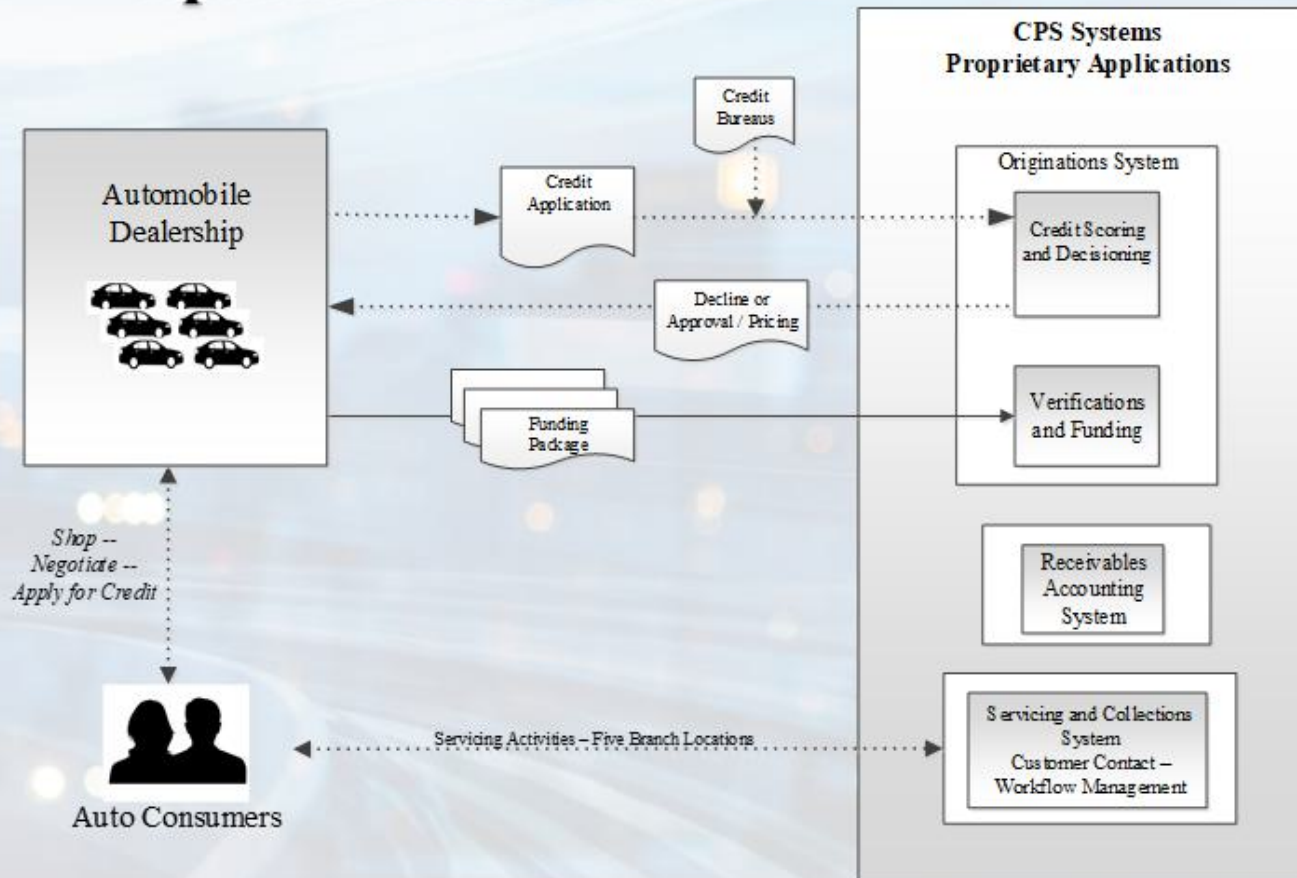 CPS Systems
Proprietary Applications
Credit
Bureaus
Originations System
Automobile
Dealership
Credit
Application
Credit Scoring
and Decisioning
Decline or
Approval / Pricing
Verifications
and Funding
Funding
Package
Shop --
Negotiate --
Apply for Credit
Receivables
Accounting
System
Servicing and Collections
System
Customer Contact –
Workflow Management
Servicing Activities – Five Branch Locations
Auto Consumers